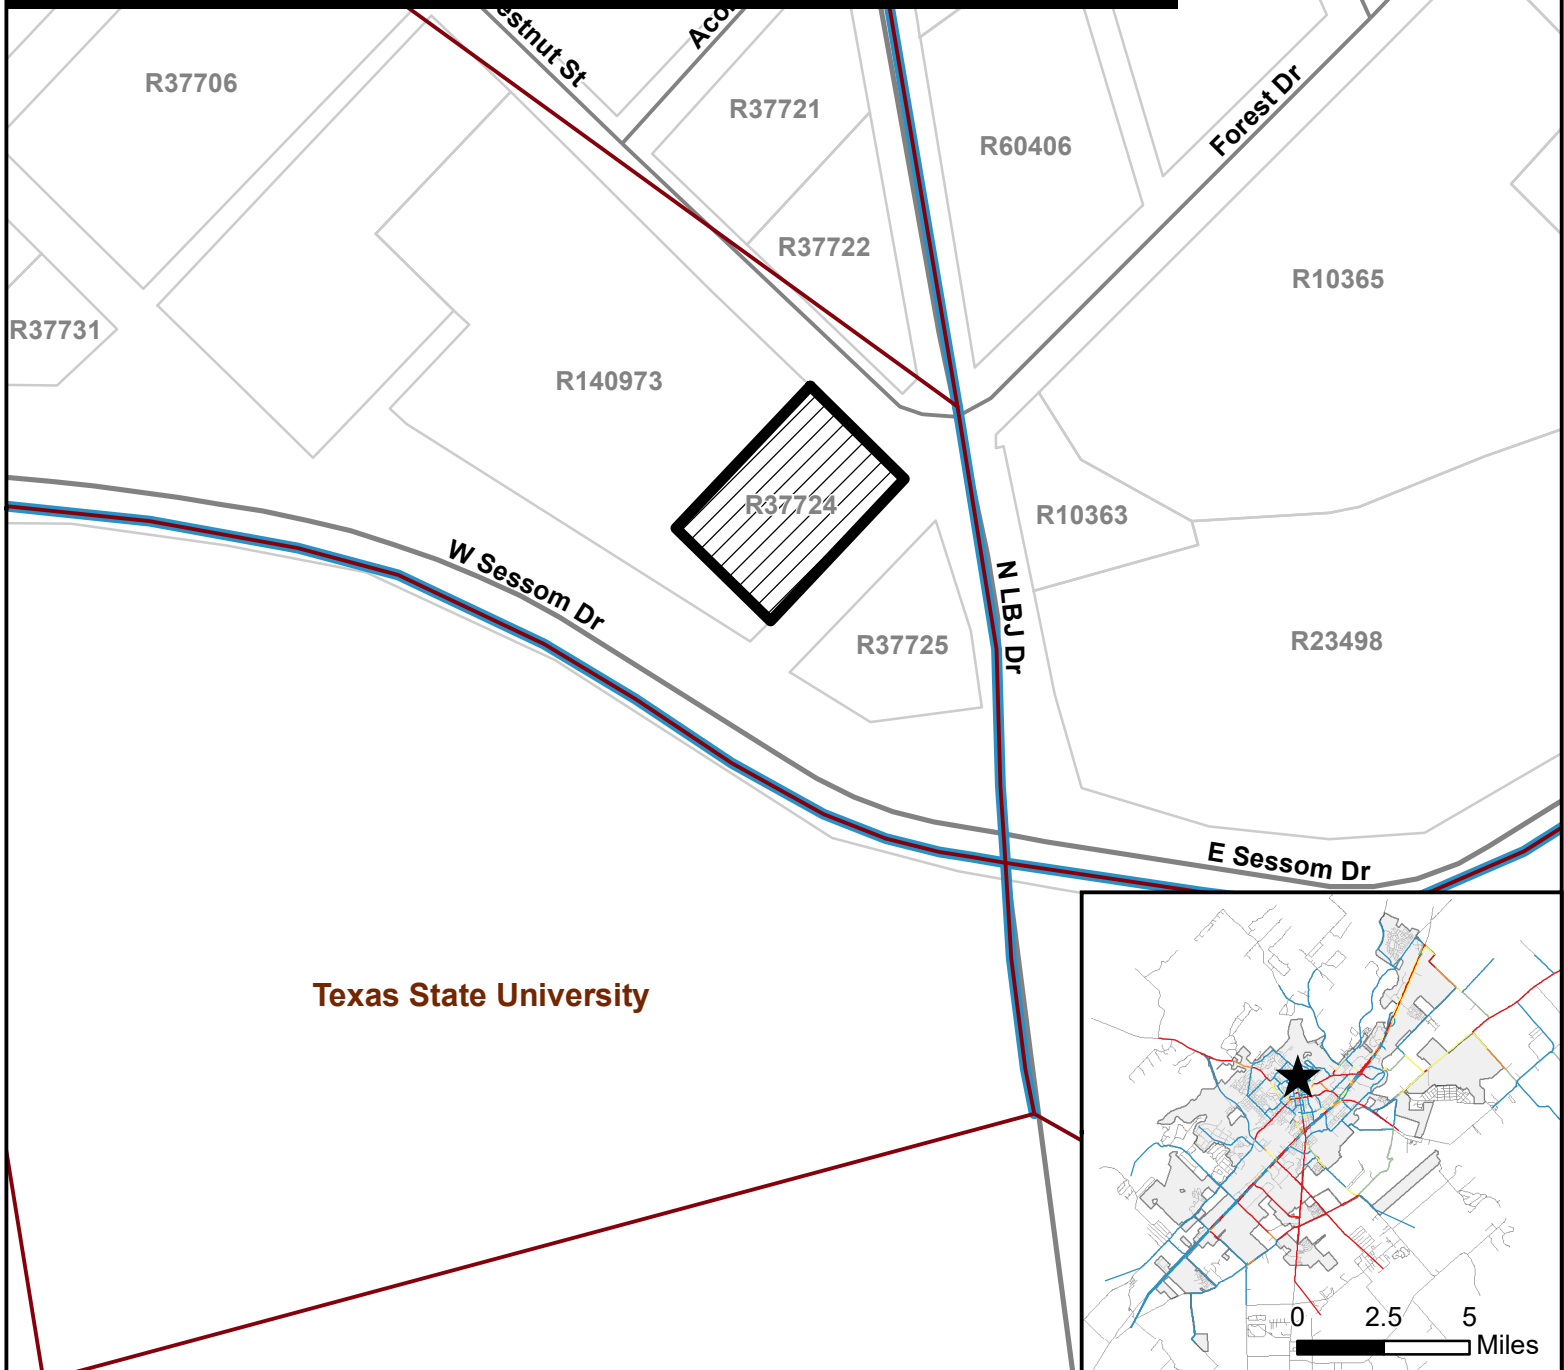 estnut St
Aco
R37706
R37721
R60406
Forest Dr
R37722
R10365
R37731
R140973
R37724
R10363
W Sessom Dr
N LBJ Dr
R37725
R23498
E Sessom Dr
Texas State University
0 2.5 5
Miles